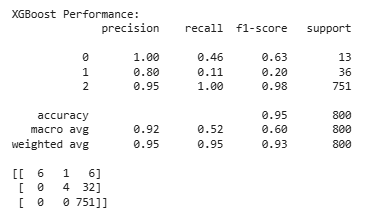 XGBoost Performance:
precision recall f1-score support
0 1.00 0.46 0.63 13
1 0.80 0.11 0.20 36
2 0.95 1.00 0.98 751
accuracy 0.95 800
macro avg 0.92 0.52 0.60 800
weighted avg 0.95 0.95 0.93 800
[[ 6 1 6]
[ 0 4 32]
[ 0 0 751]]